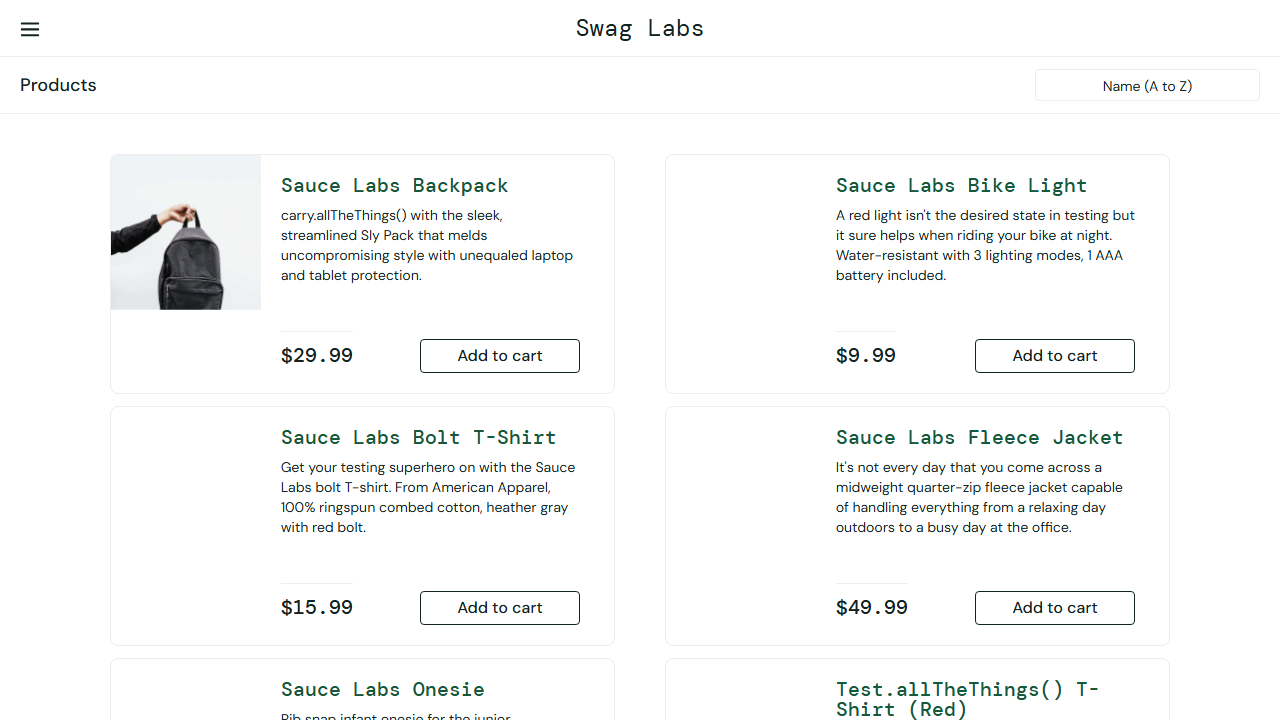 Swag Labs
Products
Name (A to Z)
Sauce Labs Backpack
carry.allTheThings() with the sleek,
streamlined Sly Pack that melds
uncompromising style with unequaled laptop
and tablet protection.
$29.99
Add to cart
Sauce Labs Bike Light
A red light isn't the desired state in testing but
it sure helps when riding your bike at night.
Water-resistant with 3 lighting modes, 1 AAA
battery included.
$9.99
Add to cart
Sauce Labs Bolt T-Shirt
Get your testing superhero on with the Sauce
Labs bolt T-shirt. From American Apparel,
100% ringspun combed cotton, heather gray
with red bolt.
$15.99
Add to cart
Sauce Labs Fleece Jacket
It's not every day that you come across a
midweight quarter-zip fleece jacket capable
of handling everything from a relaxing day
outdoors to a busy day at the office.
$49.99
Add to cart
Sauce Labs Onesie
Rib snap infant onesie for the junior
Test.allTheThings() T-
Shirt (Red)